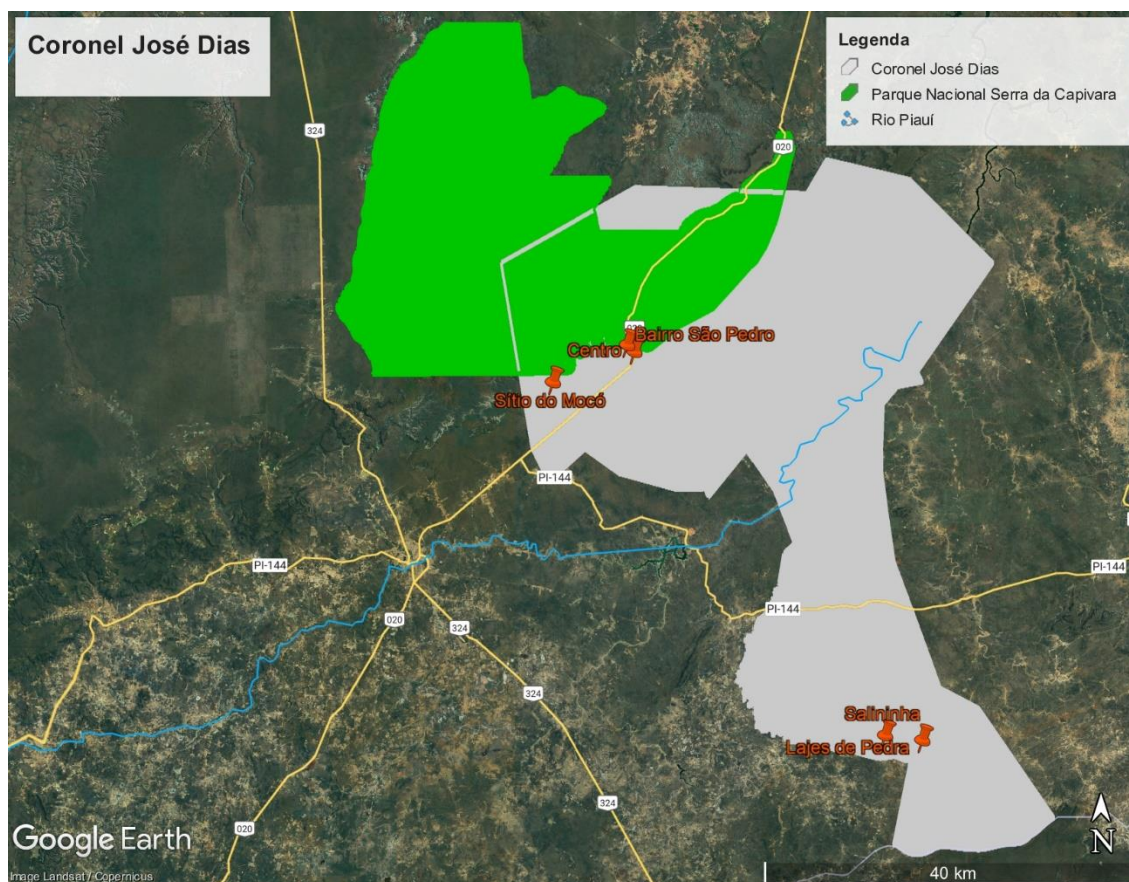 Coronel José Dias
Legenda
Coronel José Dias
Parque Nacional Serra da Capivara
Rio Piauí
324
020
020
Bairro São Pedro
Centro
Sítio do Mocó
PI-144
PI-144
PI-144
PI-144
020
324
324
324
020
Salininha
Lajes de Pedra
N
40 km
Google Earth
Image Landsat / Copernicus